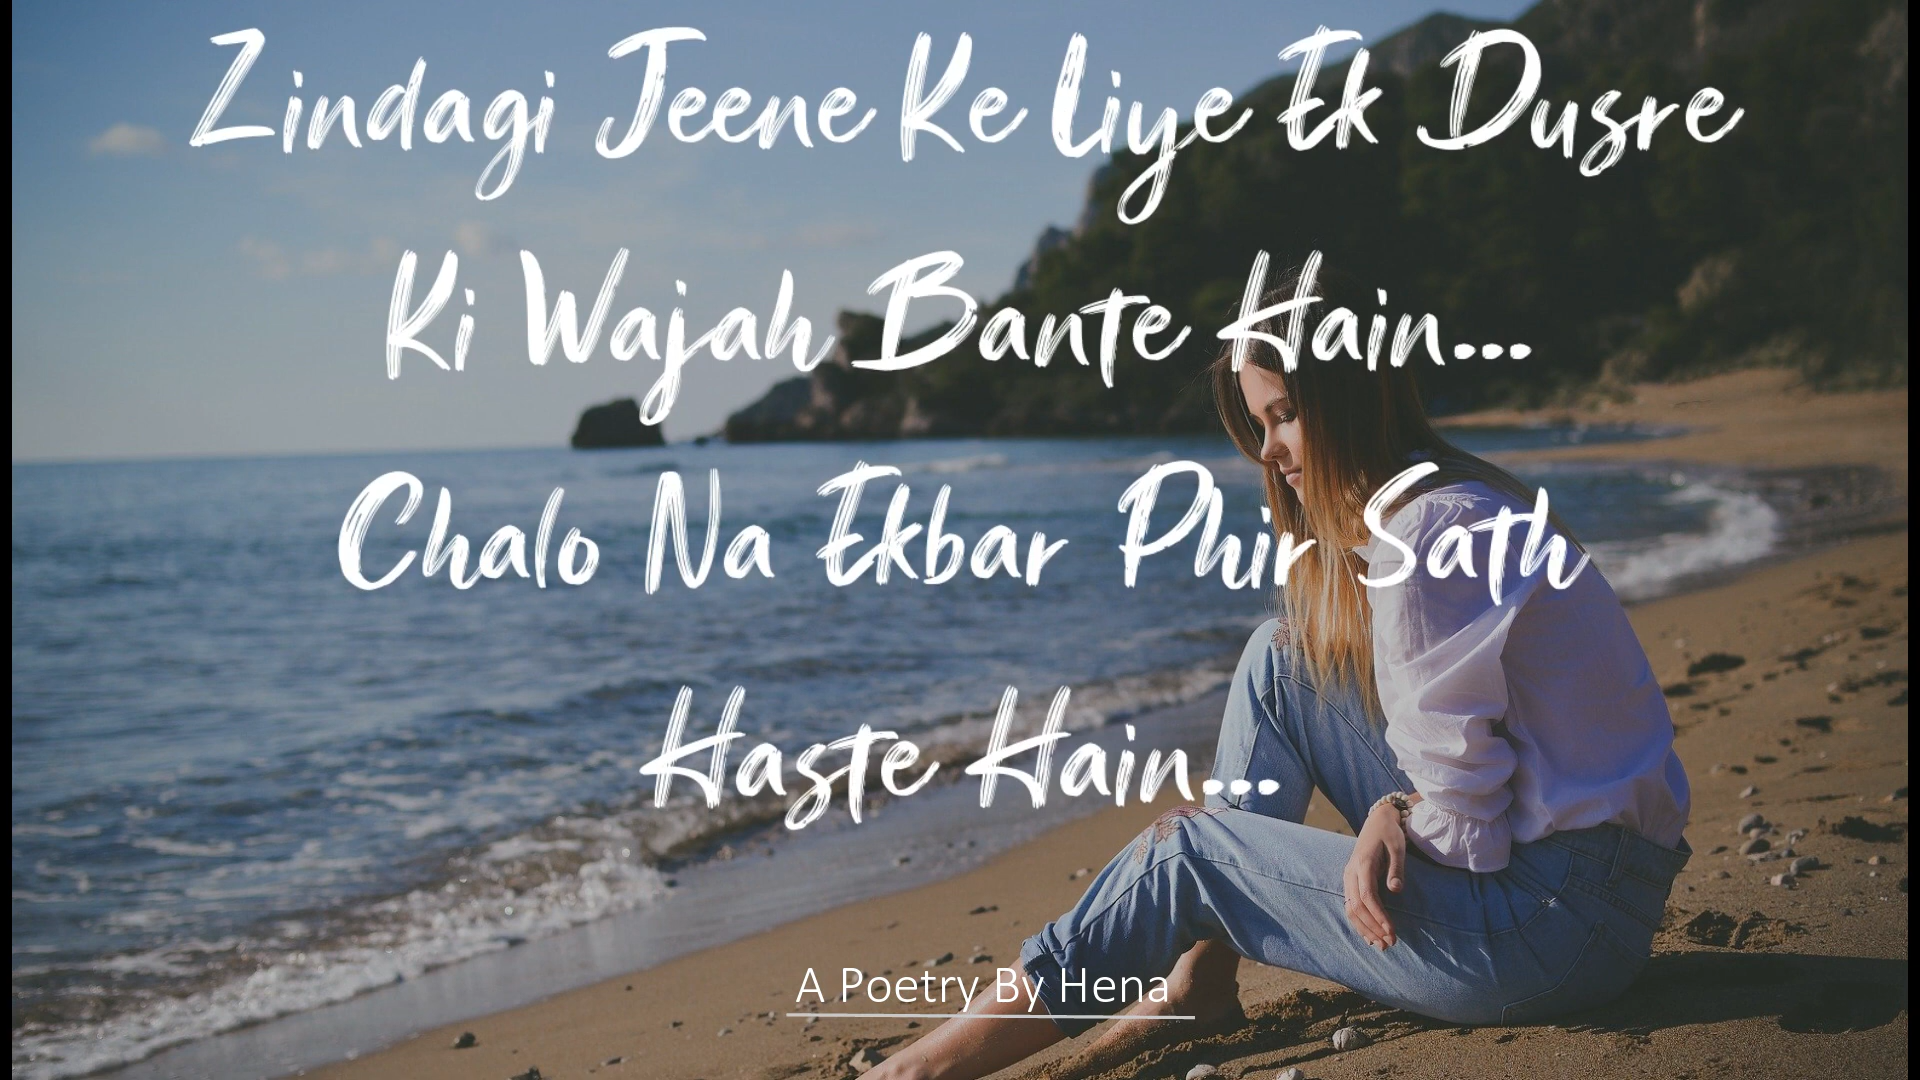 Zindagi Jeene Ke Liye Ek Dusre
Ki Wajah Bante Hain...
Chalo Na Ekbar Phir Sath
Haste Hain...
A Poetry By Hena